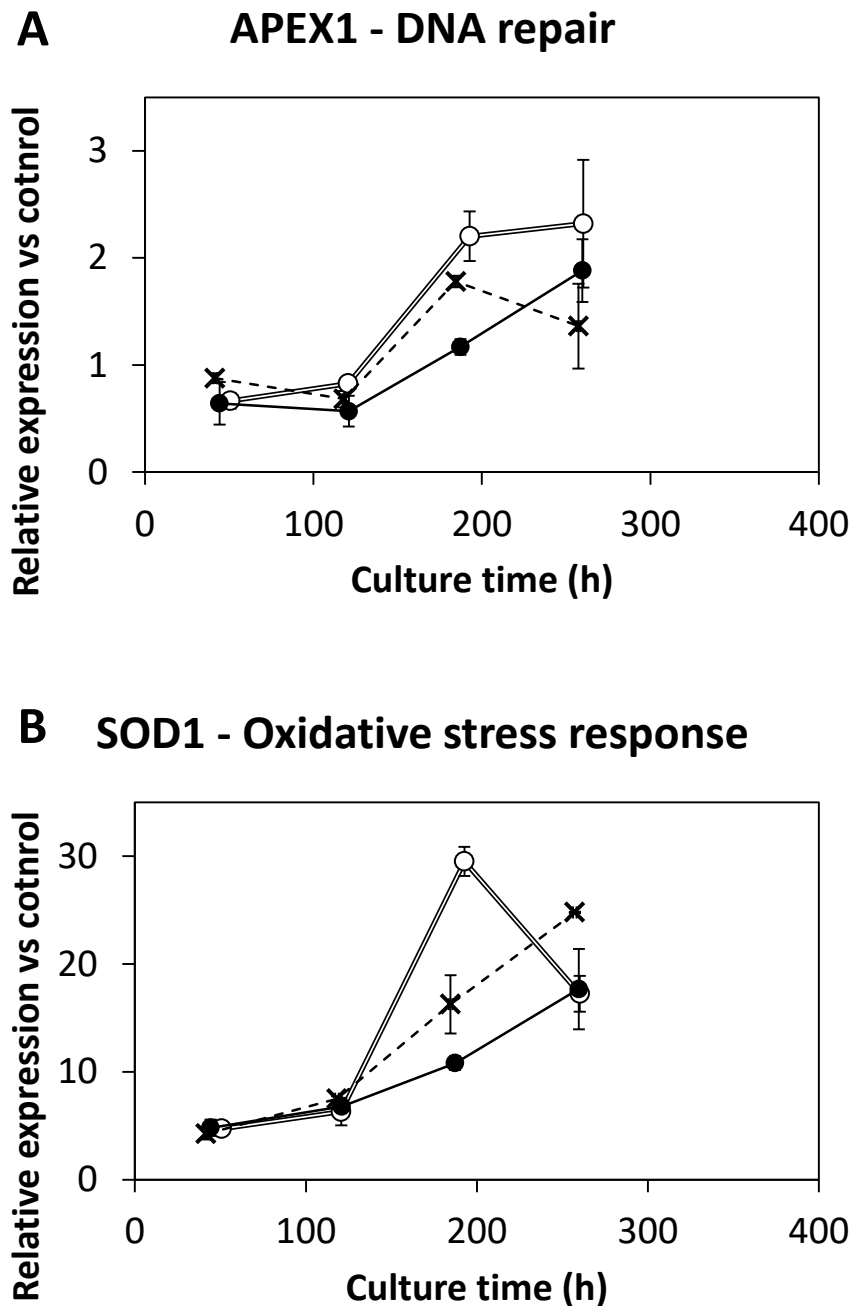 A
APEX1 - DNA repair
Relative expression vs cotnrol
3
2
1
0
0 100 200 300 400
Culture time (h)
B
SOD1 - Oxidative stress response
Relative expression vs cotnrol
30
20
10
0
0 100 200 300 400
Culture time (h)